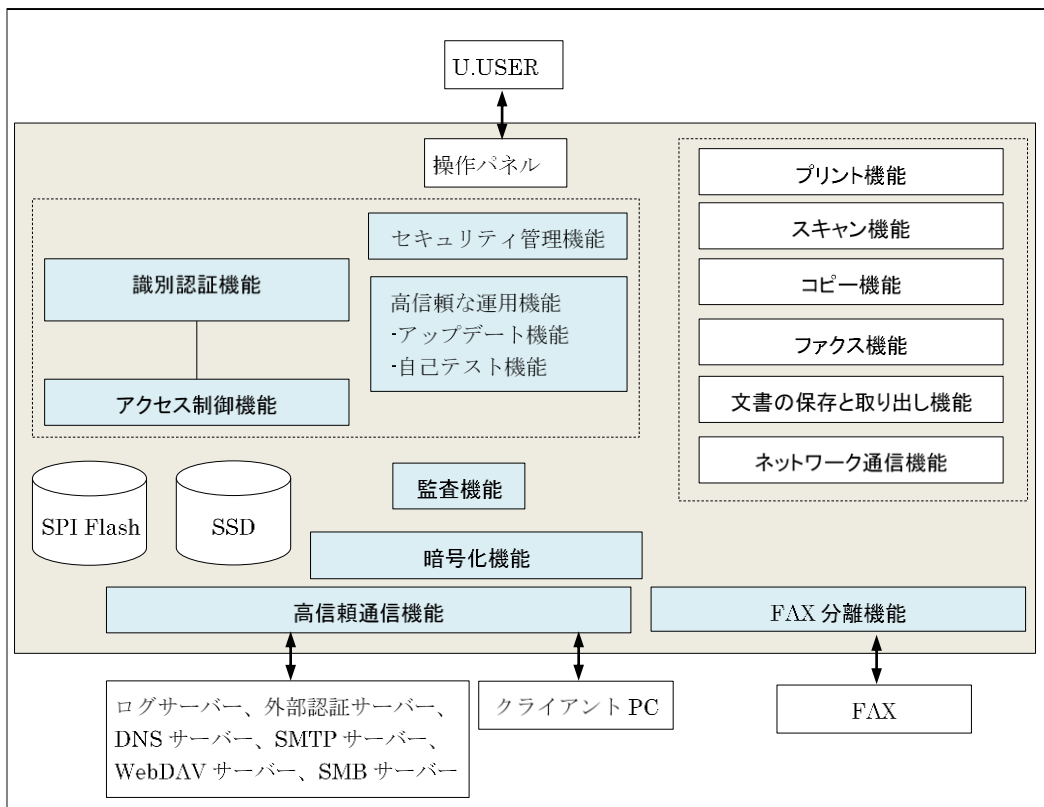 U.USER
操作パネル
セキュリティ管理機能
識別認証機能
高信頼な運用機能
-アップデート機能
-自己テスト機能
アクセス制御機能
プリント機能
スキャン機能
コピー機能
ファクス機能
文書の保存と取り出し機能
ネットワーク通信機能
監査機能
SPI Flash
SSD
暗号化機能
高信頼通信機能
FAX 分離機能
ログサーバー、外部認証サーバー、
DNS サーバー、SMTP サーバー、
WebDAV サーバー、SMB サーバー
クライアント PC
FAX